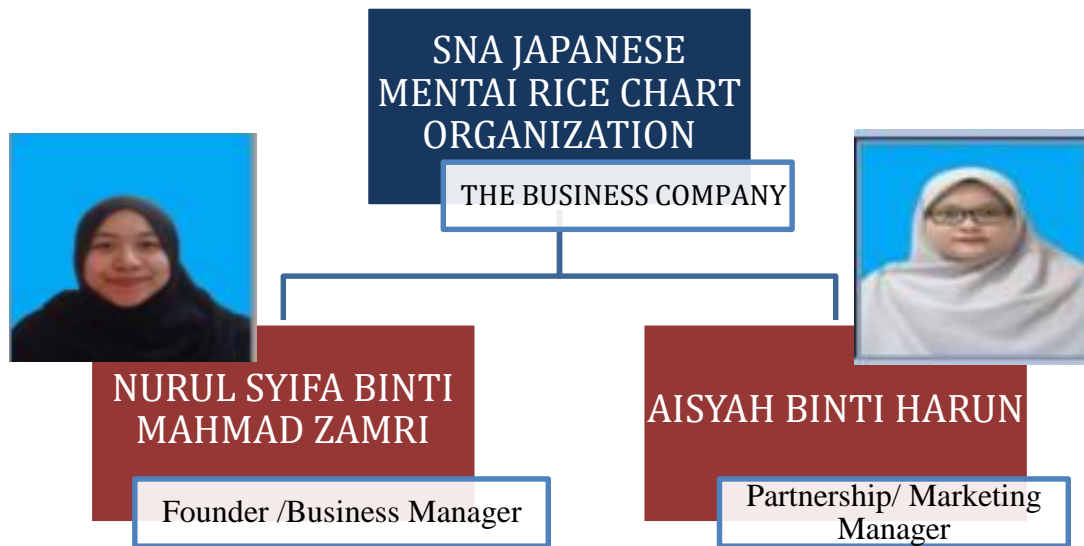 SNA JAPANESE
MENTAI RICE CHART
ORGANIZATION
THE BUSINESS COMPANY
NURUL SYIFA BINTI
MAHMAD ZAMRI
Founder /Business Manager
AISYAH BINTI HARUN
Partnership/ Marketing
Manager